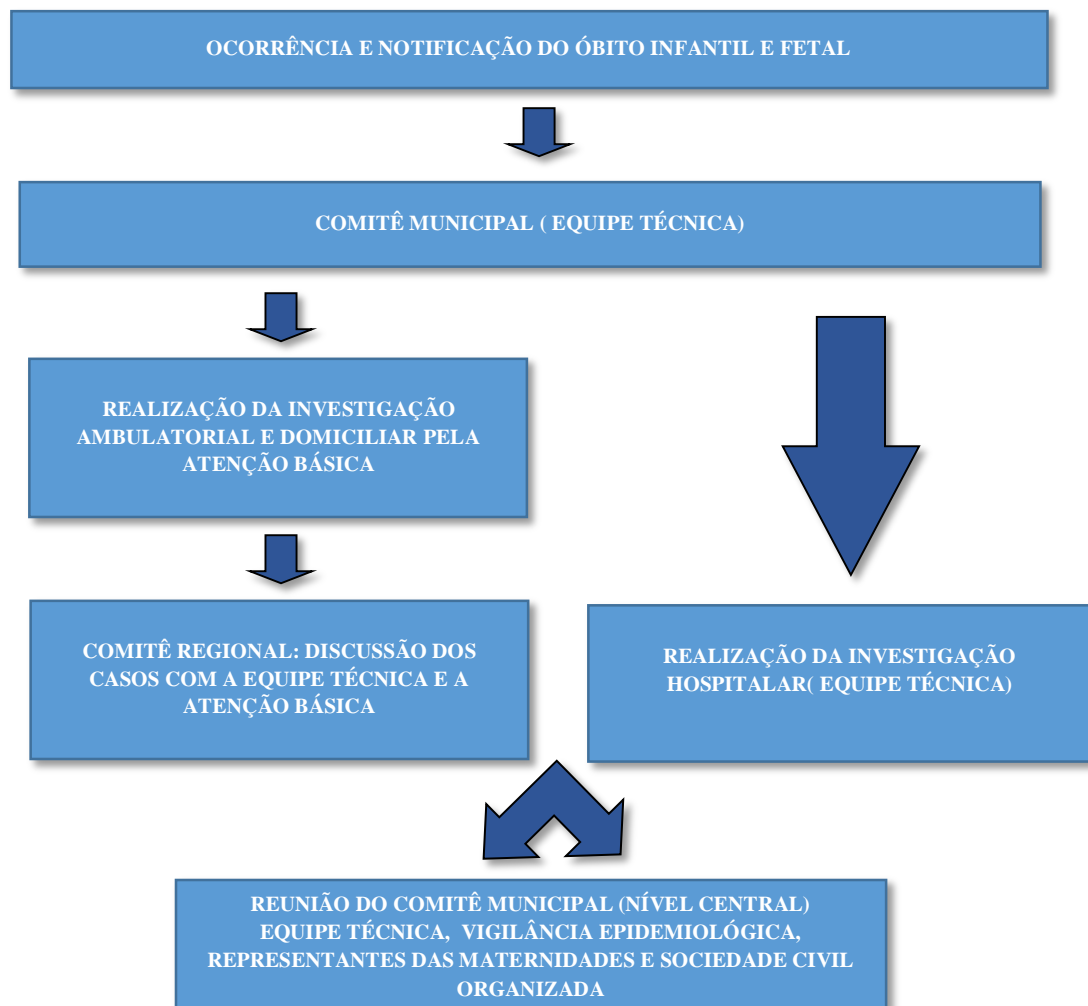 OCORRÊNCIA E NOTIFICAÇÃO DO ÓBITO INFANTIL E FETAL
COMITÊ MUNICIPAL ( EQUIPE TÉCNICA)
REALIZAÇÃO DA INVESTIGAÇÃO
AMBULATORIAL E DOMICILIAR PELA
ATENÇÃO BÁSICA
COMITÊ REGIONAL: DISCUSSÃO DOS
CASOS COM A EQUIPE TÉCNICA E A
ATENÇÃO BÁSICA
REALIZAÇÃO DA INVESTIGAÇÃO
HOSPITALAR( EQUIPE TÉCNICA)
REUNIÃO DO COMITÊ MUNICIPAL (NÍVEL CENTRAL)
EQUIPE TÉCNICA, VIGILÂNCIA EPIDEMIOLÓGICA,
REPRESENTANTES DAS MATERNIDADES E SOCIEDADE CIVIL
ORGANIZADA